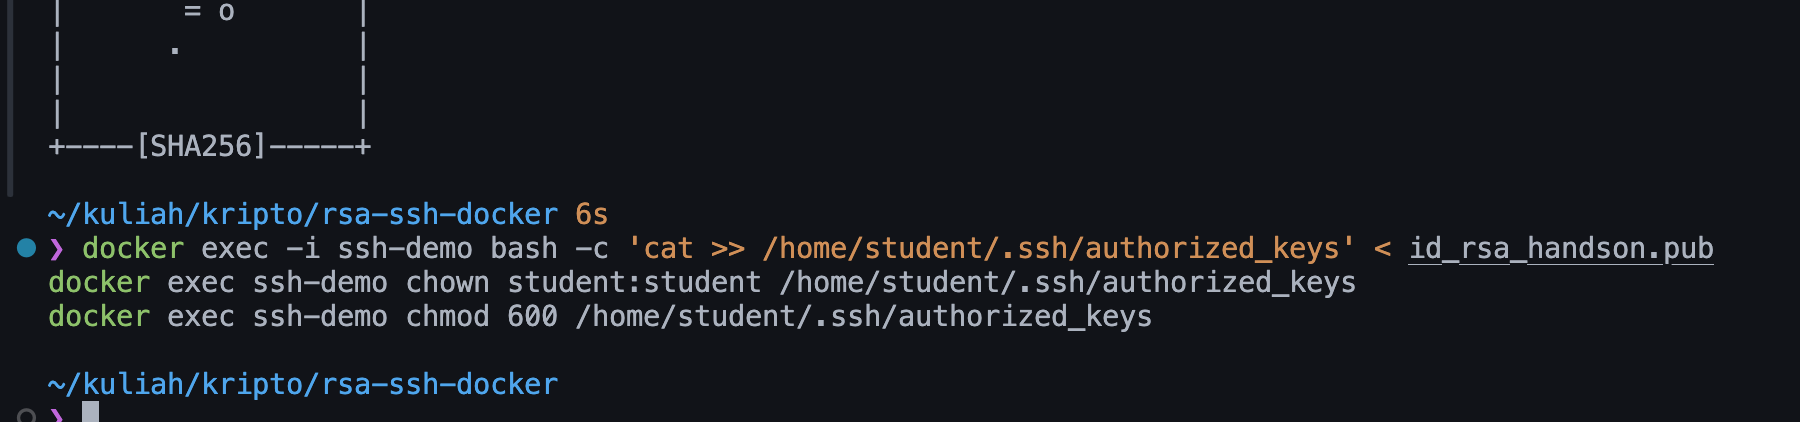 |       = o       |
|      .          |
|                 |
|                 |
+----[SHA256]-----+
~/kuliah/kripto/rsa-ssh-docker 6s
❯ docker exec -i ssh-demo bash -c 'cat >> /home/student/.ssh/authorized_keys' < id_rsa_handson.pub
docker exec ssh-demo chown student:student /home/student/.ssh/authorized_keys
docker exec ssh-demo chmod 600 /home/student/.ssh/authorized_keys
~/kuliah/kripto/rsa-ssh-docker
❯